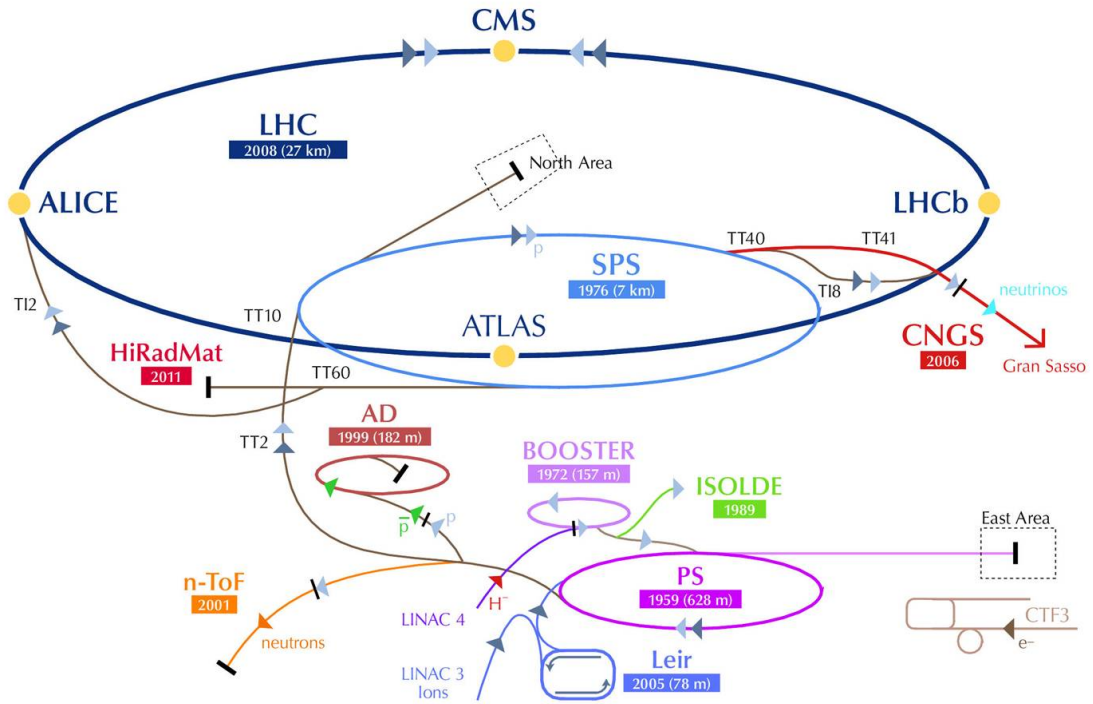 CMS
LHC
2008 (27 km)
North Area
ALICE
LHCb
TT40
TT41
p
SPS
1976 (7 km)
TI2
TI8
neutrinos
TT10
ATLAS
CNGS
2006
Gran Sasso
HiRadMat
2011
TT60
AD
1999 (182 m)
TT2
BOOSTER
1972 (157 m)
ISOLDE
1989
p̅
p
East Area
n-ToF
2001
PS
1959 (628 m)
H⁻
LINAC 4
neutrons
CTF3
e–
LINAC 3
Ions
Leir
2005 (78 m)